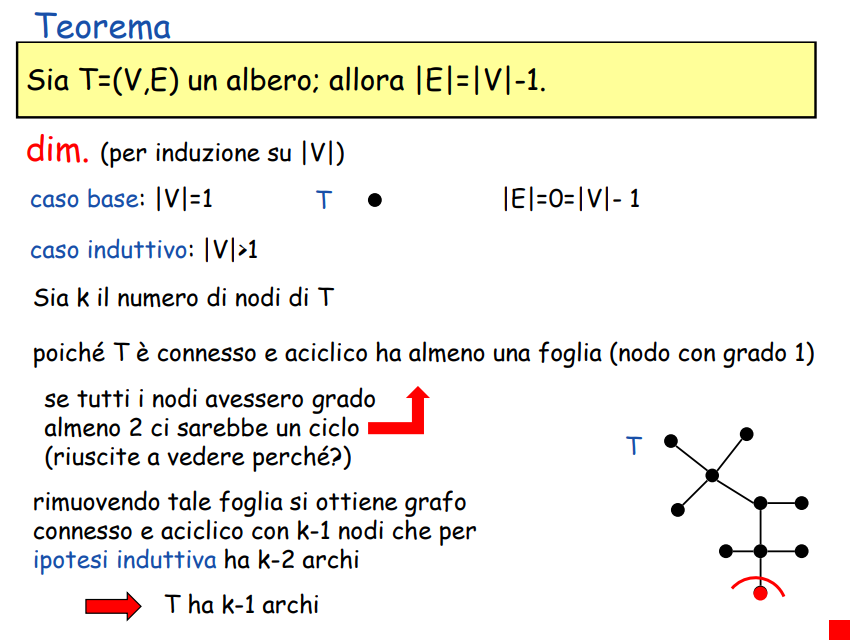 Teorema
Sia T=(V,E) un albero; allora |E|=|V|-1.
dim. (per induzione su |V|)
caso base: |V|=1 T |E|=0=|V|- 1
caso induttivo: |V|>1
Sia k il numero di nodi di T
poiché T è connesso e aciclico ha almeno una foglia (nodo con grado 1)
se tutti i nodi avessero grado
almeno 2 ci sarebbe un ciclo
(riuscite a vedere perché?)
T
rimuovendo tale foglia si ottiene grafo
connesso e aciclico con k-1 nodi che per
ipotesi induttiva ha k-2 archi
T ha k-1 archi